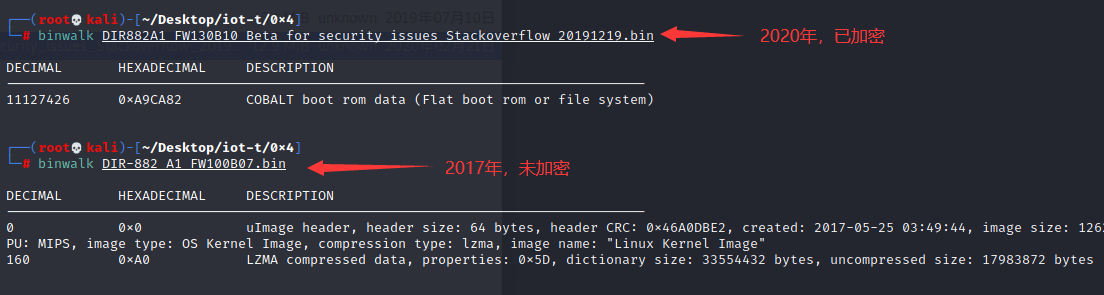 ┌──(root💀kali)-[~/Desktop/iot-t/0×4]
└─# binwalk DIR882A1_FW130B10_Beta_for_security_issues_Stackoverflow_20191219.bin
2020年，已加密
DECIMAL HEXADECIMAL DESCRIPTION
11127426 0×A9CA82 COBALT boot rom data (Flat boot rom or file system)
┌──(root💀kali)-[~/Desktop/iot-t/0×4]
└─# binwalk DIR-882_A1_FW100B07.bin
2017年，未加密
DECIMAL HEXADECIMAL DESCRIPTION
0 0×0 uImage header, header size: 64 bytes, header CRC: 0×46A0DBE2, created: 2017-05-25 03:49:44, image size: 126
PU: MIPS, image type: OS Kernel Image, compression type: lzma, image name: "Linux Kernel Image"
160 0×A0 LZMA compressed data, properties: 0×5D, dictionary size: 33554432 bytes, uncompressed size: 17983872 bytes